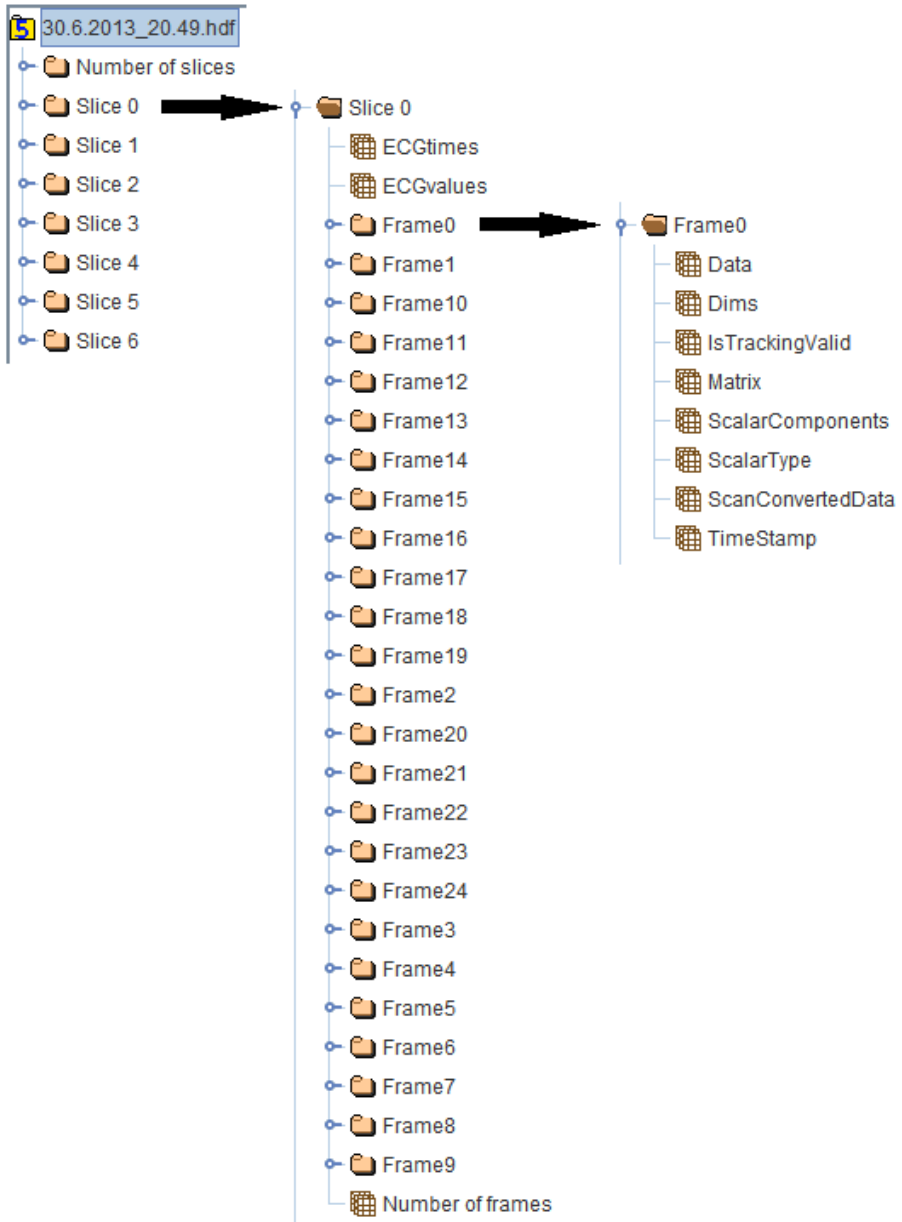 5 30.6.2013_20.49.hdf
Number of slices
Slice 0
Slice 1
Slice 2
Slice 3
Slice 4
Slice 5
Slice 6
Slice 0
ECGtimes
ECGvalues
Frame0
Frame1
Frame10
Frame11
Frame12
Frame13
Frame14
Frame15
Frame16
Frame17
Frame18
Frame19
Frame2
Frame20
Frame21
Frame22
Frame23
Frame24
Frame3
Frame4
Frame5
Frame6
Frame7
Frame8
Frame9
Number of frames
Frame0
Data
Dims
IsTrackingValid
Matrix
ScalarComponents
ScalarType
ScanConvertedData
TimeStamp